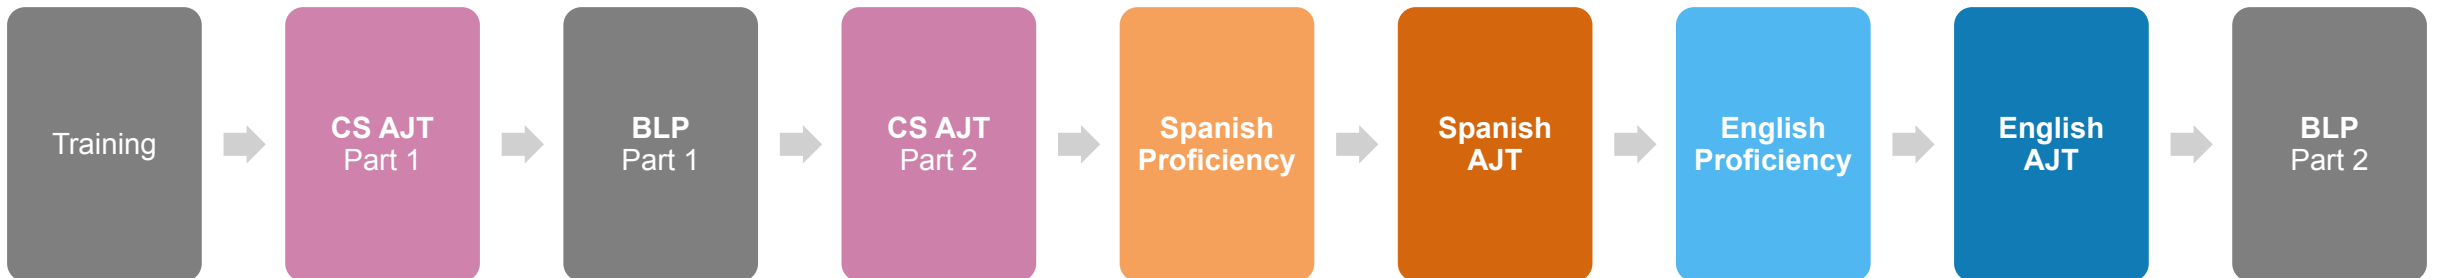 Training
CS AJT
Part 1
BLP
Part 1
CS AJT
Part 2
Spanish
Proficiency
Spanish
AJT
English
Proficiency
English
AJT
BLP
Part 2